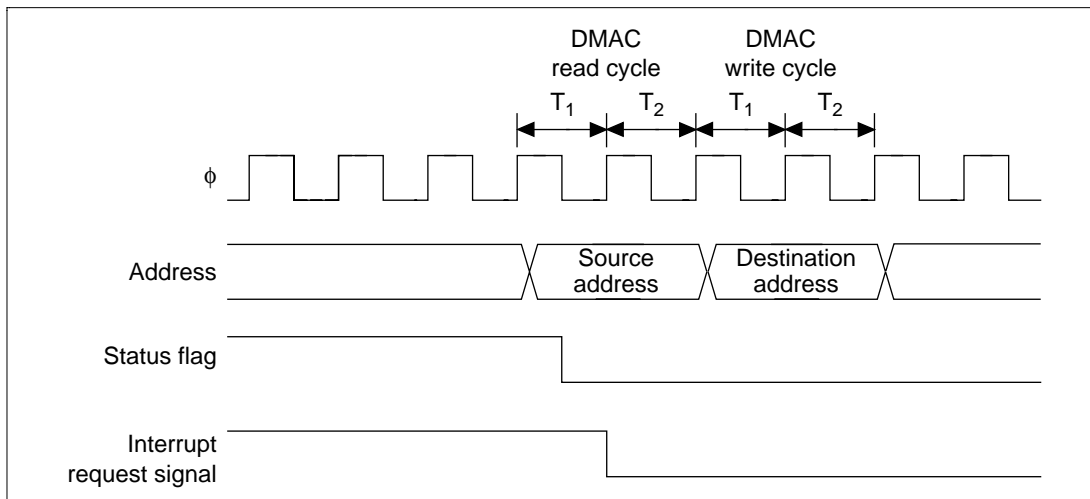 DMAC
read cycle
DMAC
write cycle
T1 T2 T1 T2
ϕ
Address
Source
address
Destination
address
Status flag
Interrupt
request signal